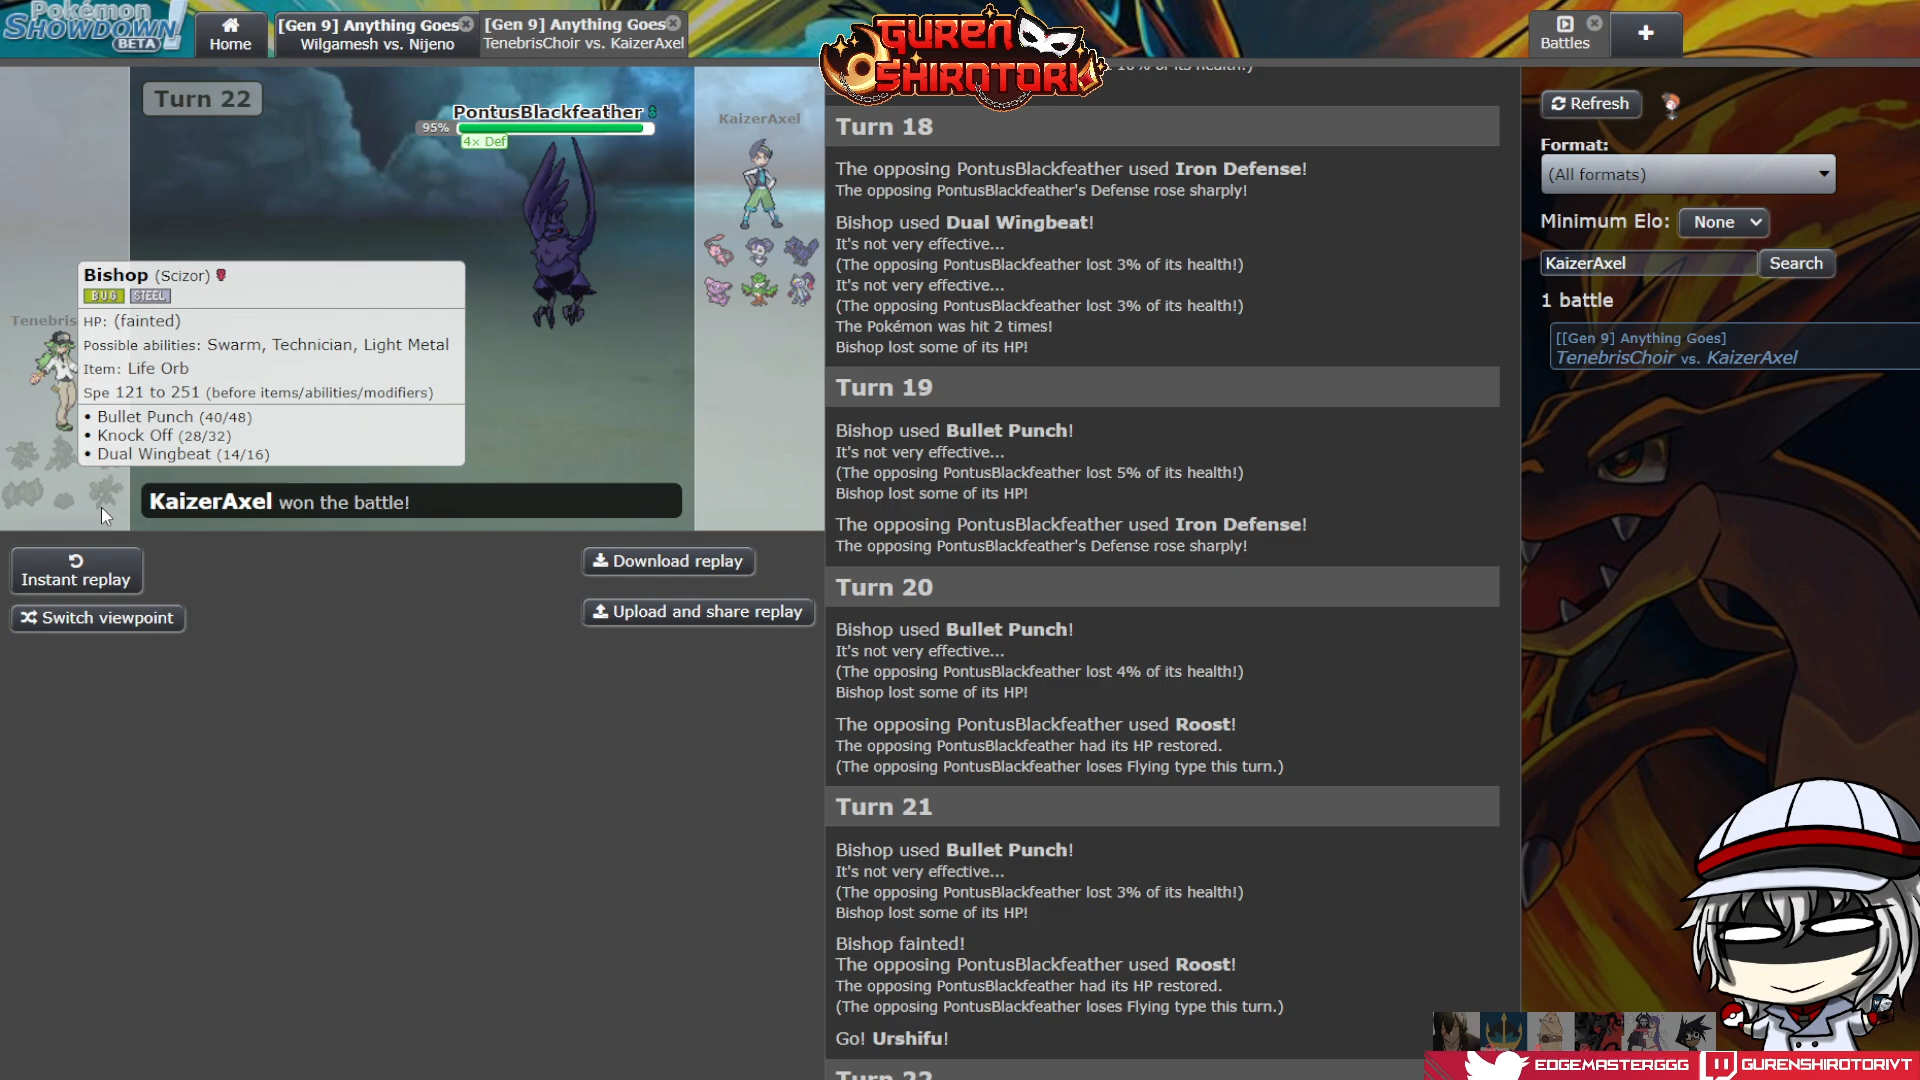 Pokémon
SHOWDOWN!
BETA
Home
[Gen 9] Anything Goes
Wilgamesh vs. Nijeno
[Gen 9] Anything Goes
TenebrisChoir vs. KaizerAxel
GUREN
SHIROTORI
Battles
Turn 22
PontusBlackfeather
95%
4x Def
KaizerAxel
Tenebris
Bishop (Scizor)
BUG STEEL
HP: (fainted)
Possible abilities: Swarm, Technician, Light Metal
Item: Life Orb
Spe 121 to 251 (before items/abilities/modifiers)
• Bullet Punch (40/48)
• Knock Off (28/32)
• Dual Wingbeat (14/16)
KaizerAxel won the battle!
Instant replay
Switch viewpoint
Download replay
Upload and share replay
Turn 18
The opposing PontusBlackfeather used Iron Defense!
The opposing PontusBlackfeather's Defense rose sharply!
Bishop used Dual Wingbeat!
It's not very effective...
(The opposing PontusBlackfeather lost 3% of its health!)
It's not very effective...
(The opposing PontusBlackfeather lost 3% of its health!)
The Pokémon was hit 2 times!
Bishop lost some of its HP!
Turn 19
Bishop used Bullet Punch!
It's not very effective...
(The opposing PontusBlackfeather lost 5% of its health!)
Bishop lost some of its HP!
The opposing PontusBlackfeather used Iron Defense!
The opposing PontusBlackfeather's Defense rose sharply!
Turn 20
Bishop used Bullet Punch!
It's not very effective...
(The opposing PontusBlackfeather lost 4% of its health!)
Bishop lost some of its HP!
The opposing PontusBlackfeather used Roost!
The opposing PontusBlackfeather had its HP restored.
(The opposing PontusBlackfeather loses Flying type this turn.)
Turn 21
Bishop used Bullet Punch!
It's not very effective...
(The opposing PontusBlackfeather lost 3% of its health!)
Bishop lost some of its HP!
Bishop fainted!
The opposing PontusBlackfeather used Roost!
The opposing PontusBlackfeather had its HP restored.
(The opposing PontusBlackfeather loses Flying type this turn.)
Go! Urshifu!
Turn 22
Refresh
Format:
(All formats)
Minimum Elo: None
KaizerAxel Search
1 battle
[[Gen 9] Anything Goes]
TenebrisChoir vs. KaizerAxel
EDGEMASTERGGG
GURENSHIROTORIVT